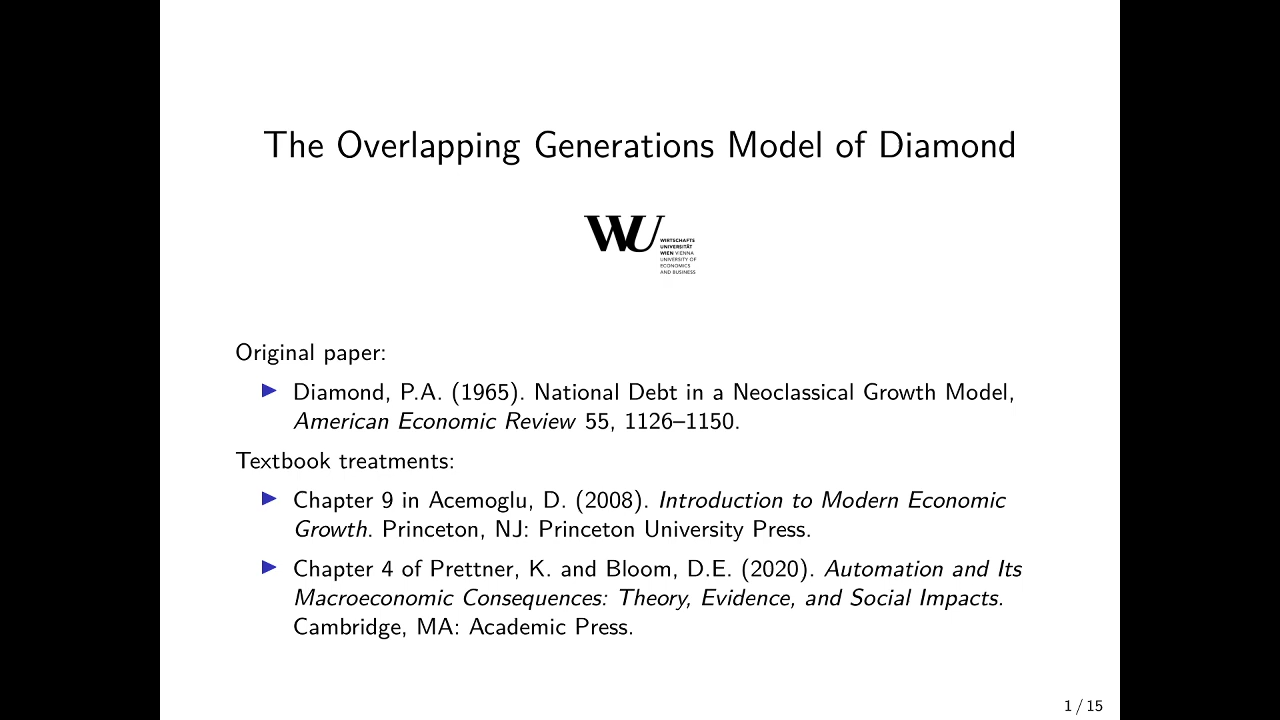 The Overlapping Generations Model of Diamond
WU
WIRTSCHAFTS
UNIVERSITÄT
WIEN VIENNA
UNIVERSITY OF
ECONOMICS
AND BUSINESS
Original paper:
▶ Diamond, P.A. (1965). National Debt in a Neoclassical Growth Model,
American Economic Review 55, 1126–1150.
Textbook treatments:
▶ Chapter 9 in Acemoglu, D. (2008). Introduction to Modern Economic
Growth. Princeton, NJ: Princeton University Press.
▶ Chapter 4 of Prettner, K. and Bloom, D.E. (2020). Automation and Its
Macroeconomic Consequences: Theory, Evidence, and Social Impacts.
Cambridge, MA: Academic Press.
1 / 15